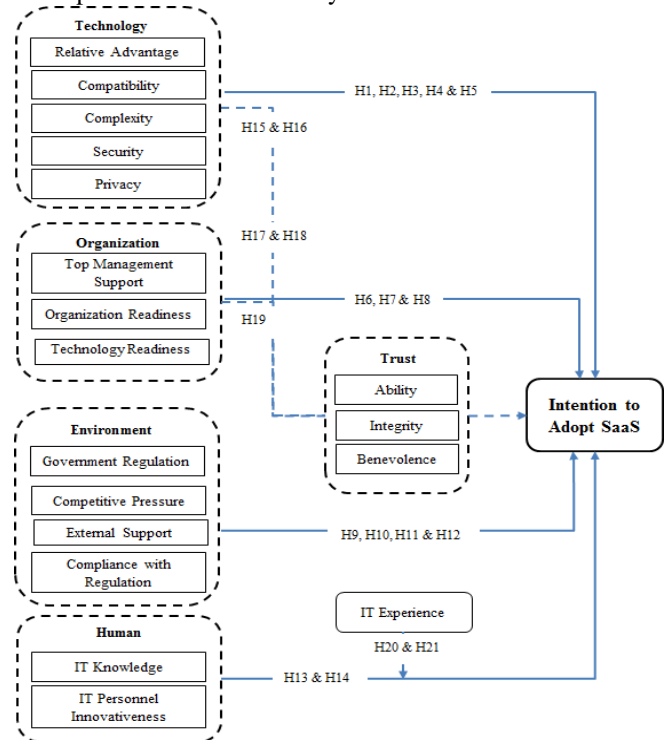 Technology
Relative Advantage
Compatibility
Complexity
Security
Privacy
H1, H2, H3, H4 & H5
H15 & H16
H17 & H18
Organization
Top Management
Support
Organization Readiness
Technology Readiness
H6, H7 & H8
H19
Trust
Ability
Integrity
Benevolence
Intention to
Adopt SaaS
Environment
Government Regulation
Competitive Pressure
External Support
Compliance with
Regulation
H9, H10, H11 & H12
IT Experience
H20 & H21
Human
IT Knowledge
IT Personnel
Innovativeness
H13 & H14